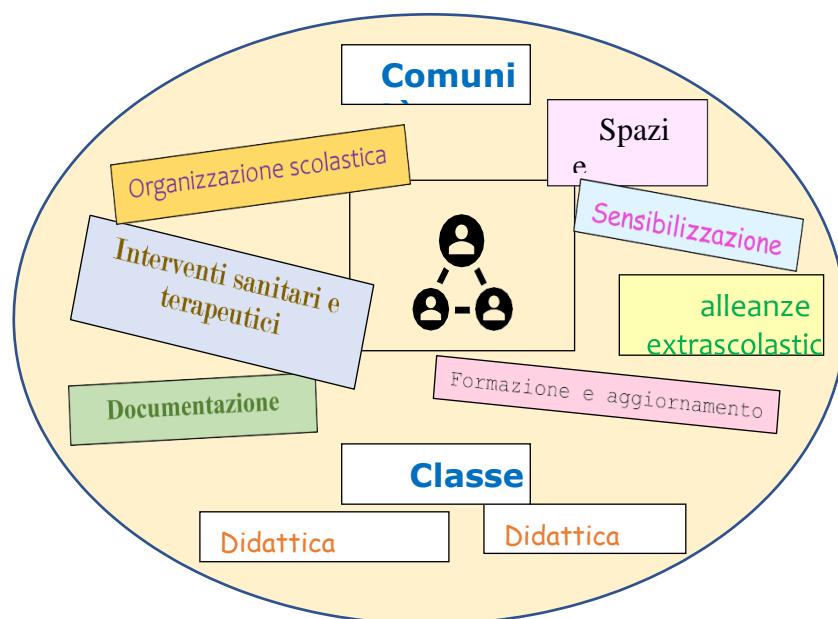 Comuni
Spazi
e
Organizzazione scolastica
Sensibilizzazione
Interventi sanitari e
terapeutici
alleanze
extrascolastic
Formazione e aggiornamento
Documentazione
Classe
Didattica
Didattica